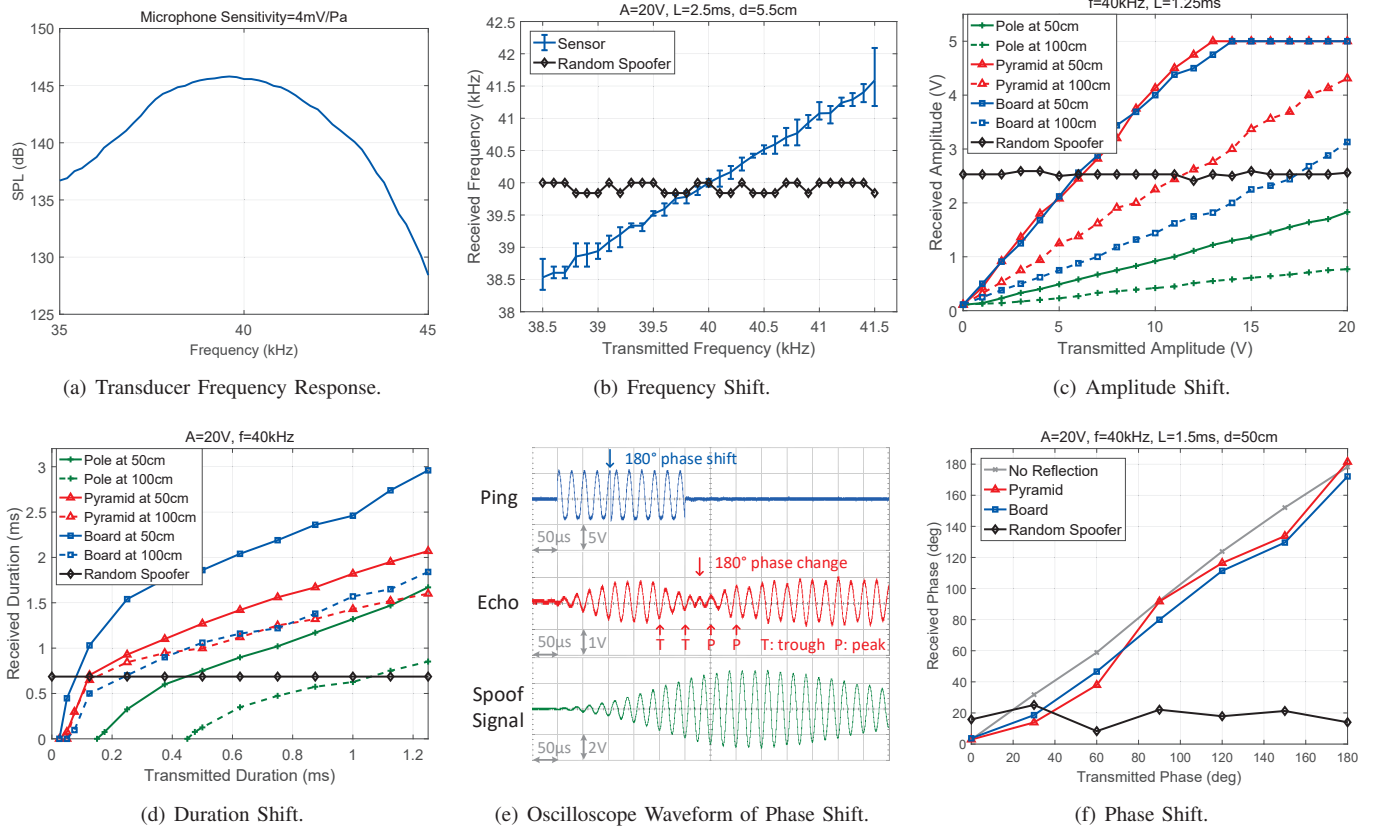 Microphone Sensitivity=4mV/Pa
150
145
140
135
130
125
SPL (dB)
35
40
45
Frequency (kHz)
(a) Transducer Frequency Response.
A=20V, L=2.5ms, d=5.5cm
42.5
42
41.5
41
40.5
40
39.5
39
38.5
38
Received Frequency (kHz)
Sensor
Random Spoofer
38.5
39
39.5
40
40.5
41
41.5
Transmitted Frequency (kHz)
(b) Frequency Shift.
f=40kHz, L=1.25ms
5
4
3
2
1
0
Received Amplitude (V)
Pole at 50cm
Pole at 100cm
Pyramid at 50cm
Pyramid at 100cm
Board at 50cm
Board at 100cm
Random Spoofer
0
5
10
15
20
Transmitted Amplitude (V)
(c) Amplitude Shift.
A=20V, f=40kHz
3
2.5
2
1.5
1
0.5
0
Received Duration (ms)
Pole at 50cm
Pole at 100cm
Pyramid at 50cm
Pyramid at 100cm
Board at 50cm
Board at 100cm
Random Spoofer
0
0.2
0.4
0.6
0.8
1
1.2
Transmitted Duration (ms)
(d) Duration Shift.
180° phase shift
Ping
50µs
5V
180° phase change
Echo
50µs
1V
T T P P T: trough P: peak
Spoof
Signal
50µs
2V
(e) Oscilloscope Waveform of Phase Shift.
A=20V, f=40kHz, L=1.5ms, d=50cm
180
160
140
120
100
80
60
40
20
0
Received Phase (deg)
No Reflection
Pyramid
Board
Random Spoofer
0
20
40
60
80
100
120
140
160
180
Transmitted Phase (deg)
(f) Phase Shift.